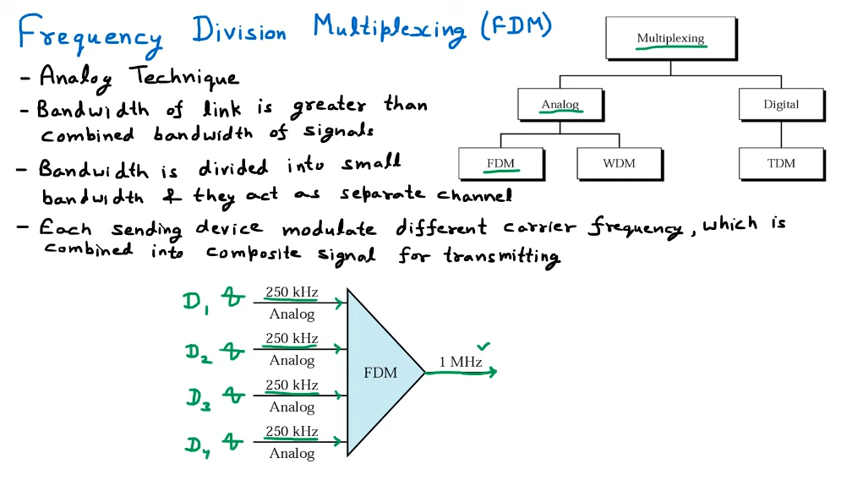 Frequency Division Multiplexing (FDM)
- Analog Technique
- Bandwidth of link is greater than
combined bandwidth of signals
- Bandwidth is divided into small
bandwidth & they act as separate channel
- Each sending device modulate different carrier frequency, which is
combined into composite signal for transmitting
Multiplexing
Analog
Digital
FDM
WDM
TDM
D1 250 kHz
Analog
D2 250 kHz
Analog
D3 250 kHz
Analog
D4 250 kHz
Analog
FDM
1 MHz